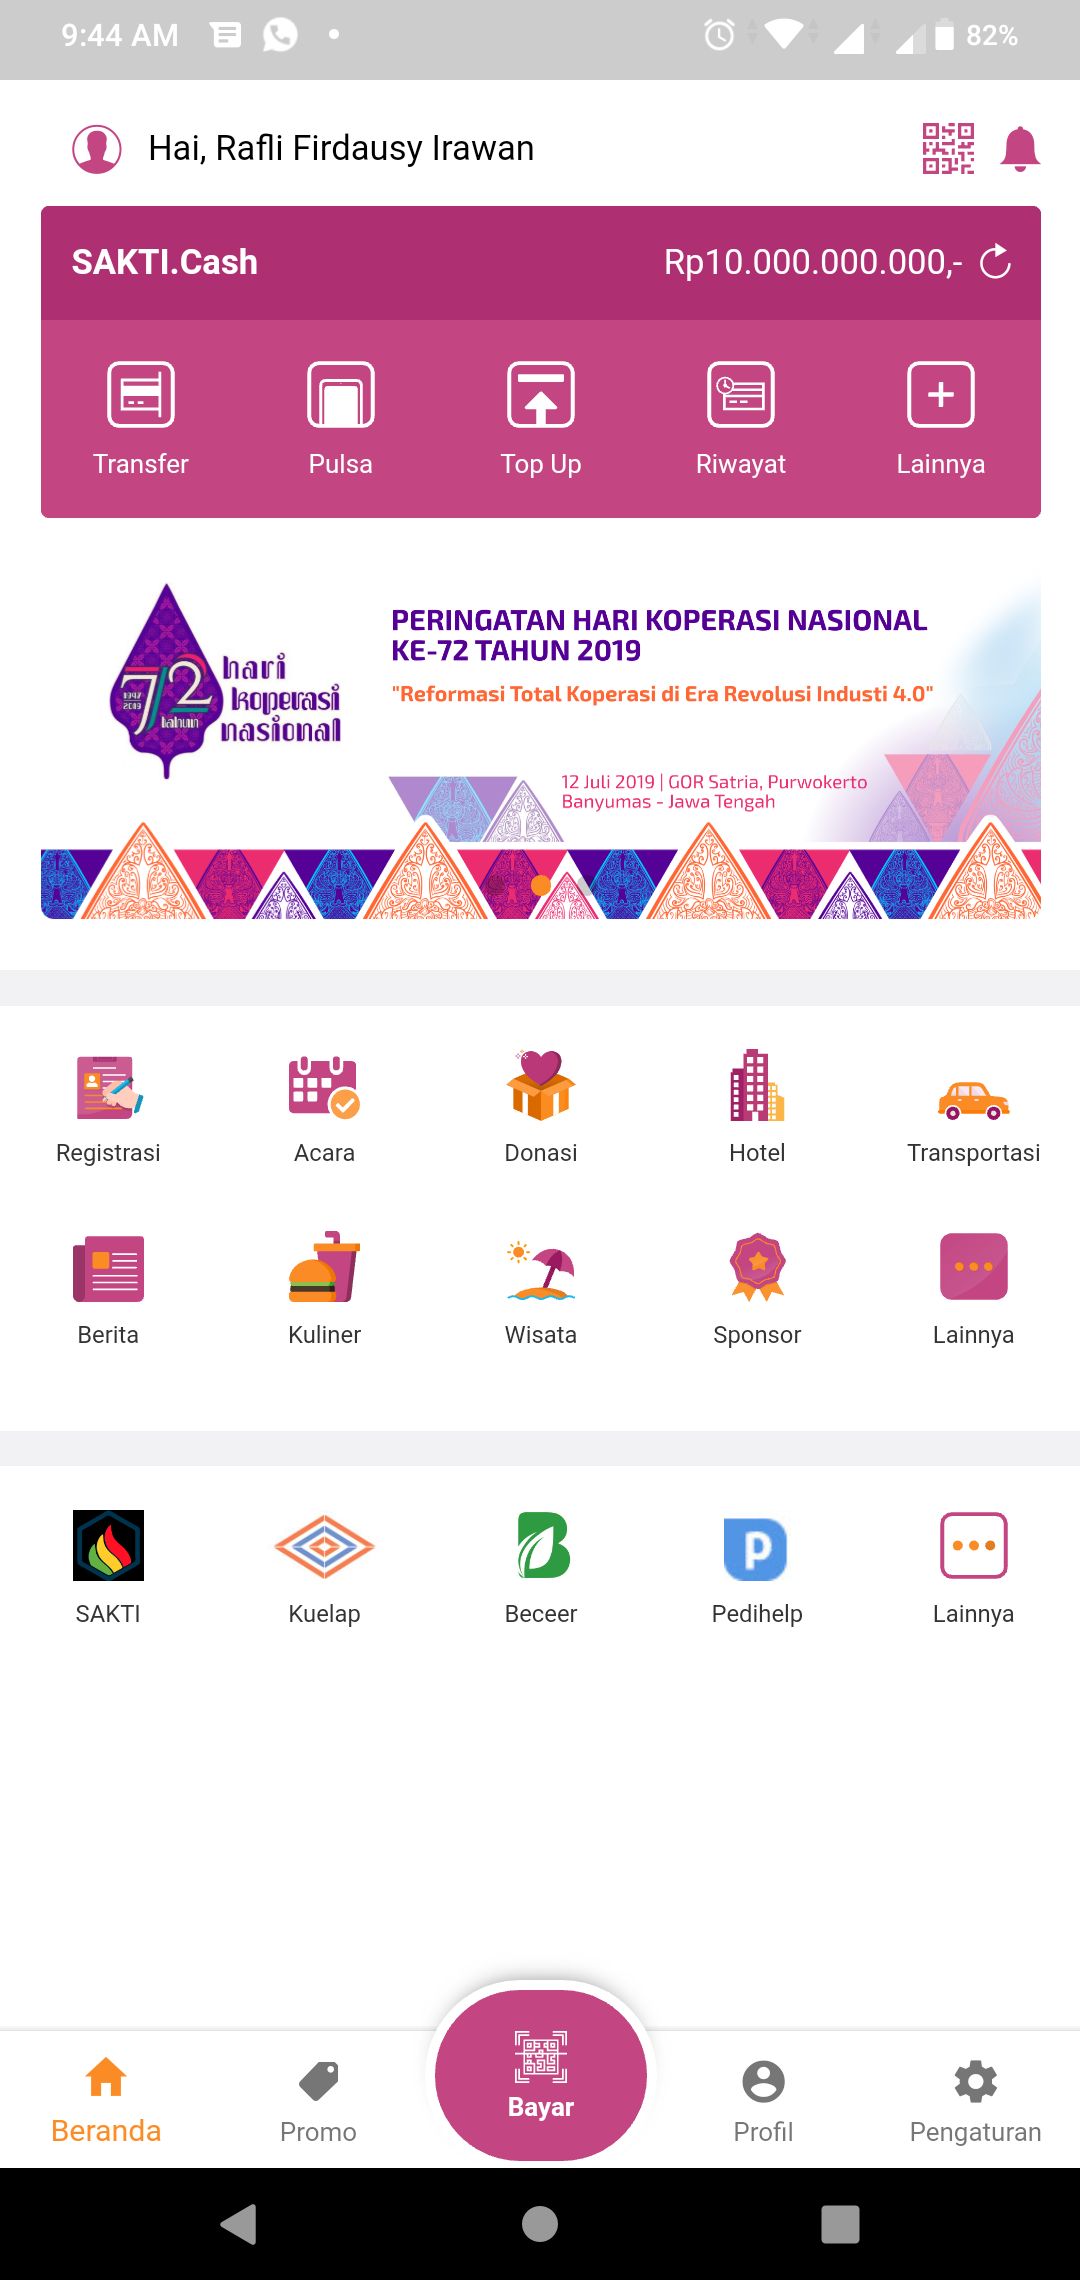 9:44 AM
82%
Hai, Rafli Firdausy Irawan
SAKTI.Cash
Rp10.000.000.000,-
Transfer
Pulsa
Top Up
Riwayat
Lainnya
72
1947
2019
tahun
hari
koperasi
nasional
PERINGATAN HARI KOPERASI NASIONAL
KE-72 TAHUN 2019
"Reformasi Total Koperasi di Era Revolusi Industi 4.0"
12 Juli 2019 | GOR Satria, Purwokerto
Banyumas - Jawa Tengah
Registrasi
Acara
Donasi
Hotel
Transportasi
Berita
Kuliner
Wisata
Sponsor
Lainnya
SAKTI
Kuelap
Beceer
Pedihelp
Lainnya
Beranda
Promo
Bayar
Profil
Pengaturan